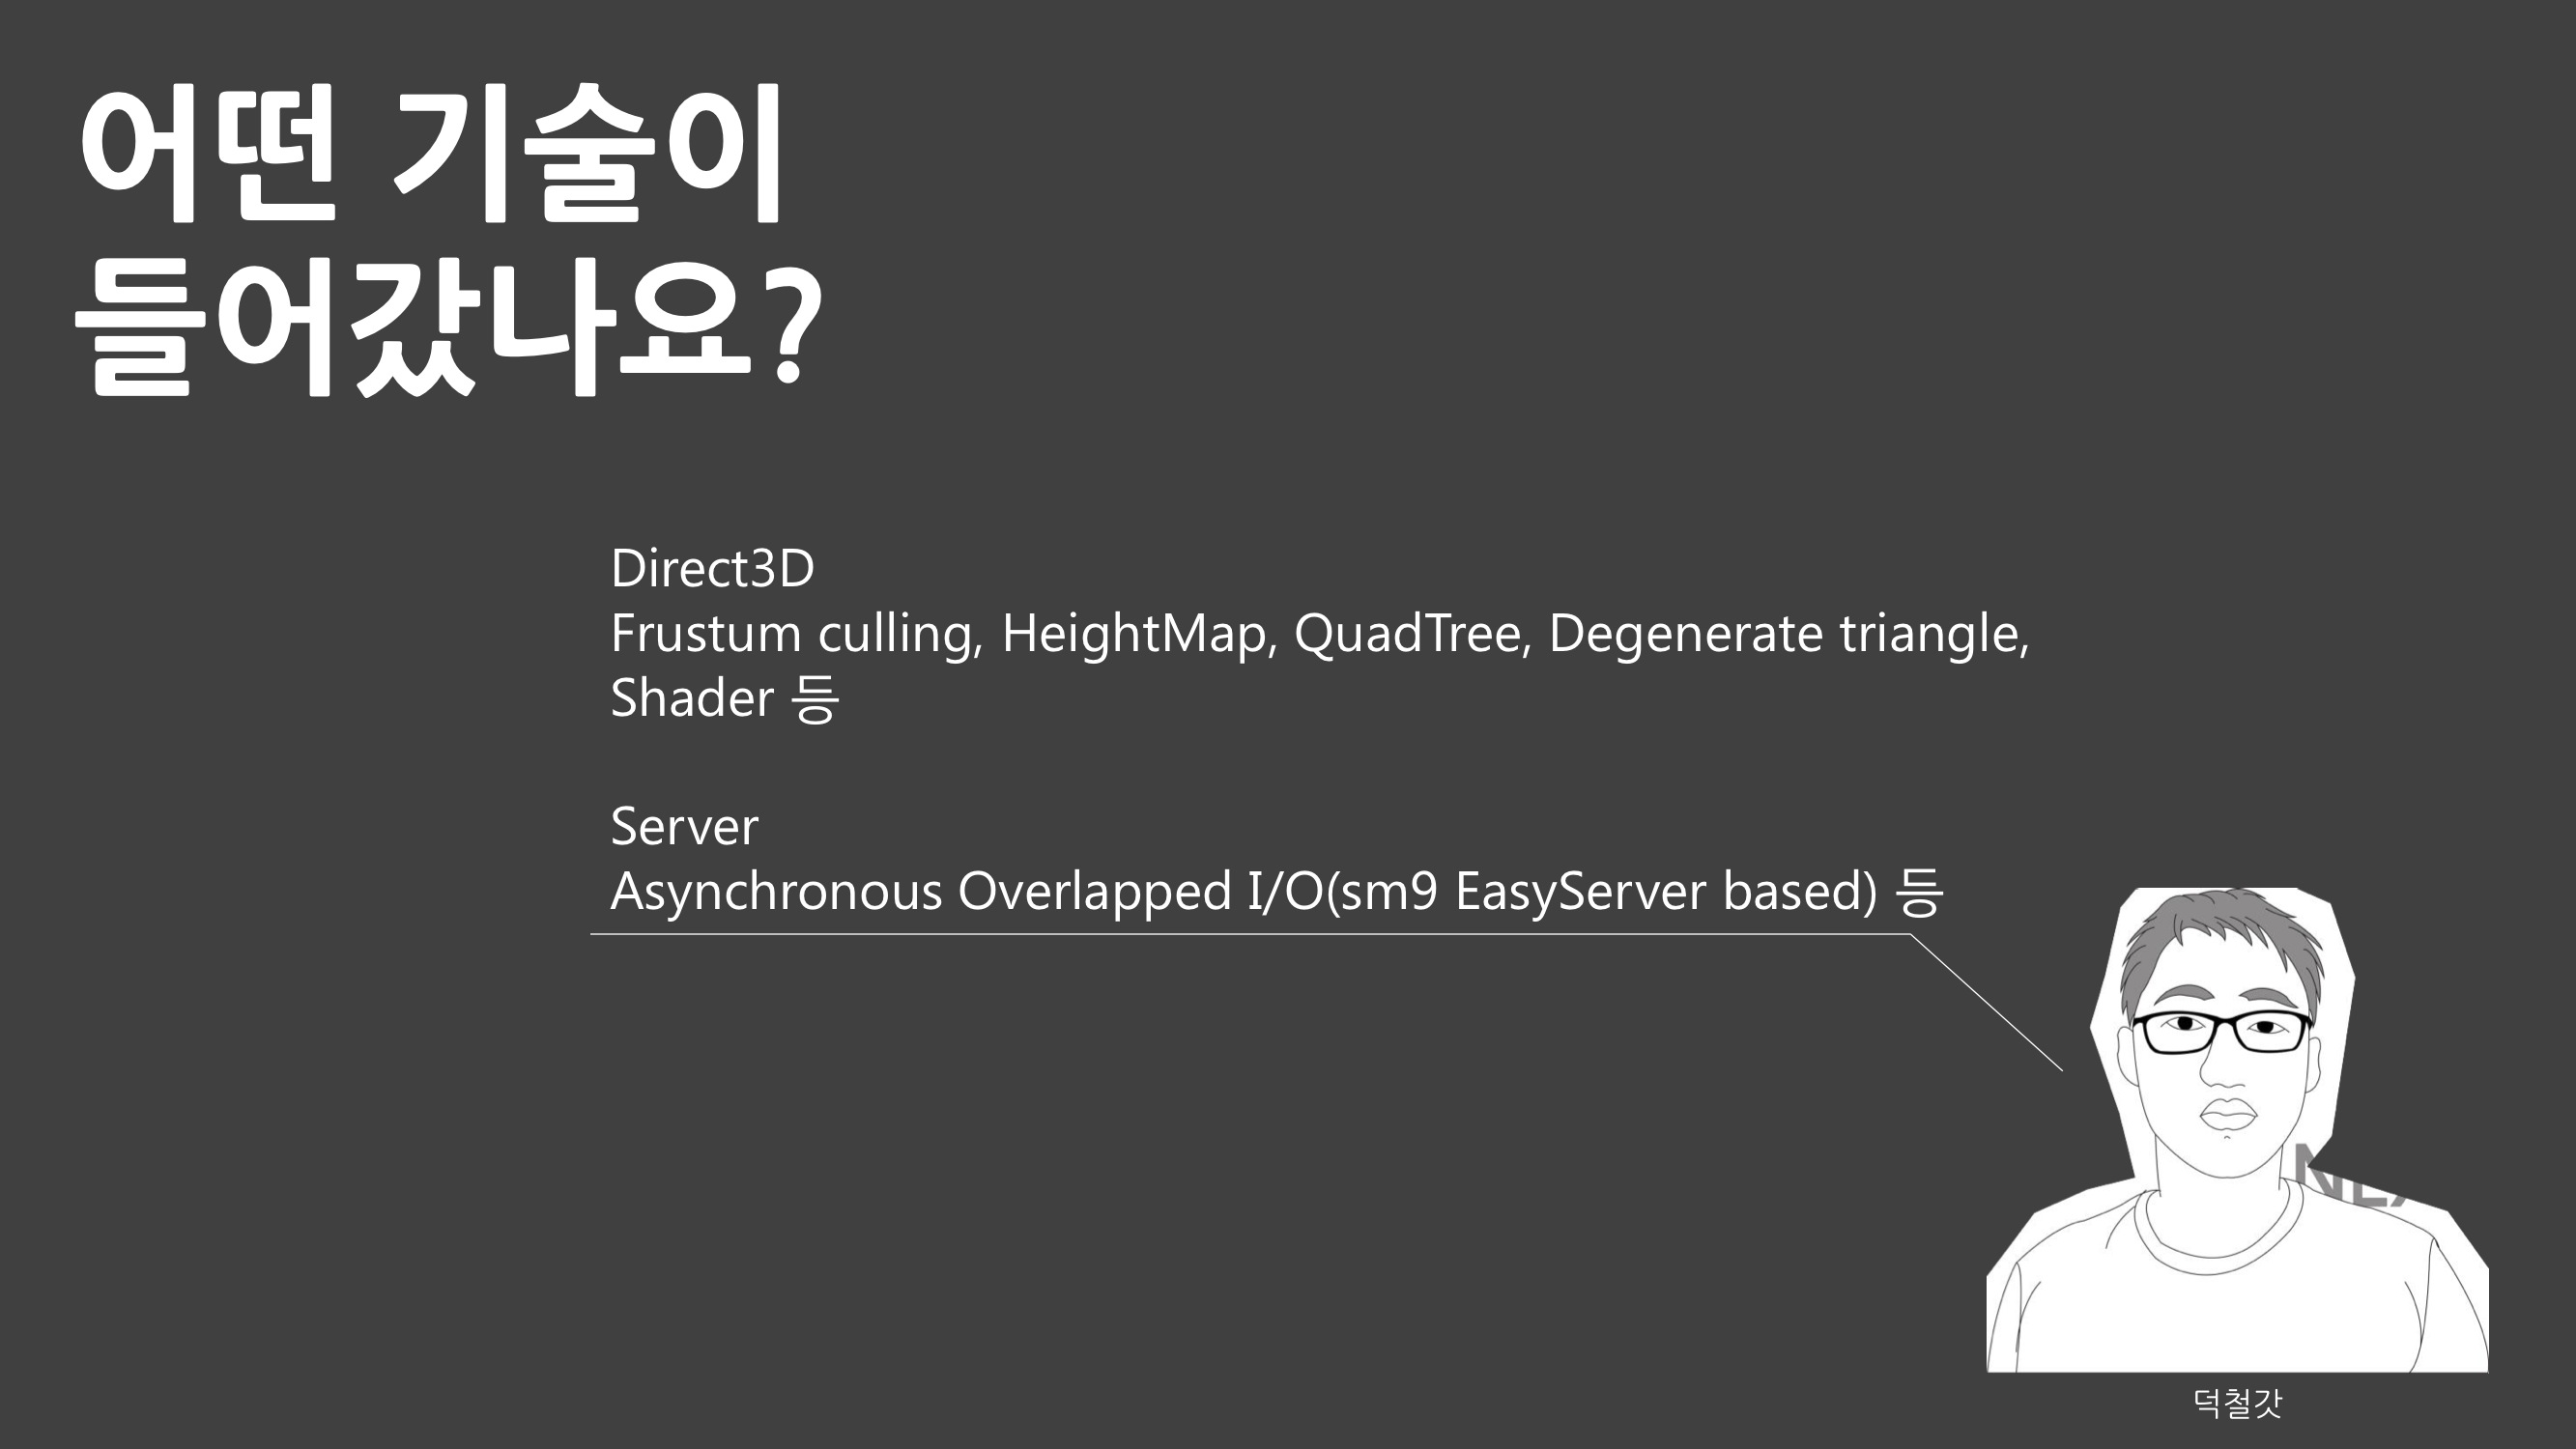 어떤 기술이
들어갔나요?
Direct3D
Frustum culling, HeightMap, QuadTree, Degenerate triangle,
Shader 등
Server
Asynchronous Overlapped I/O(sm9 EasyServer based) 등
덕철갓